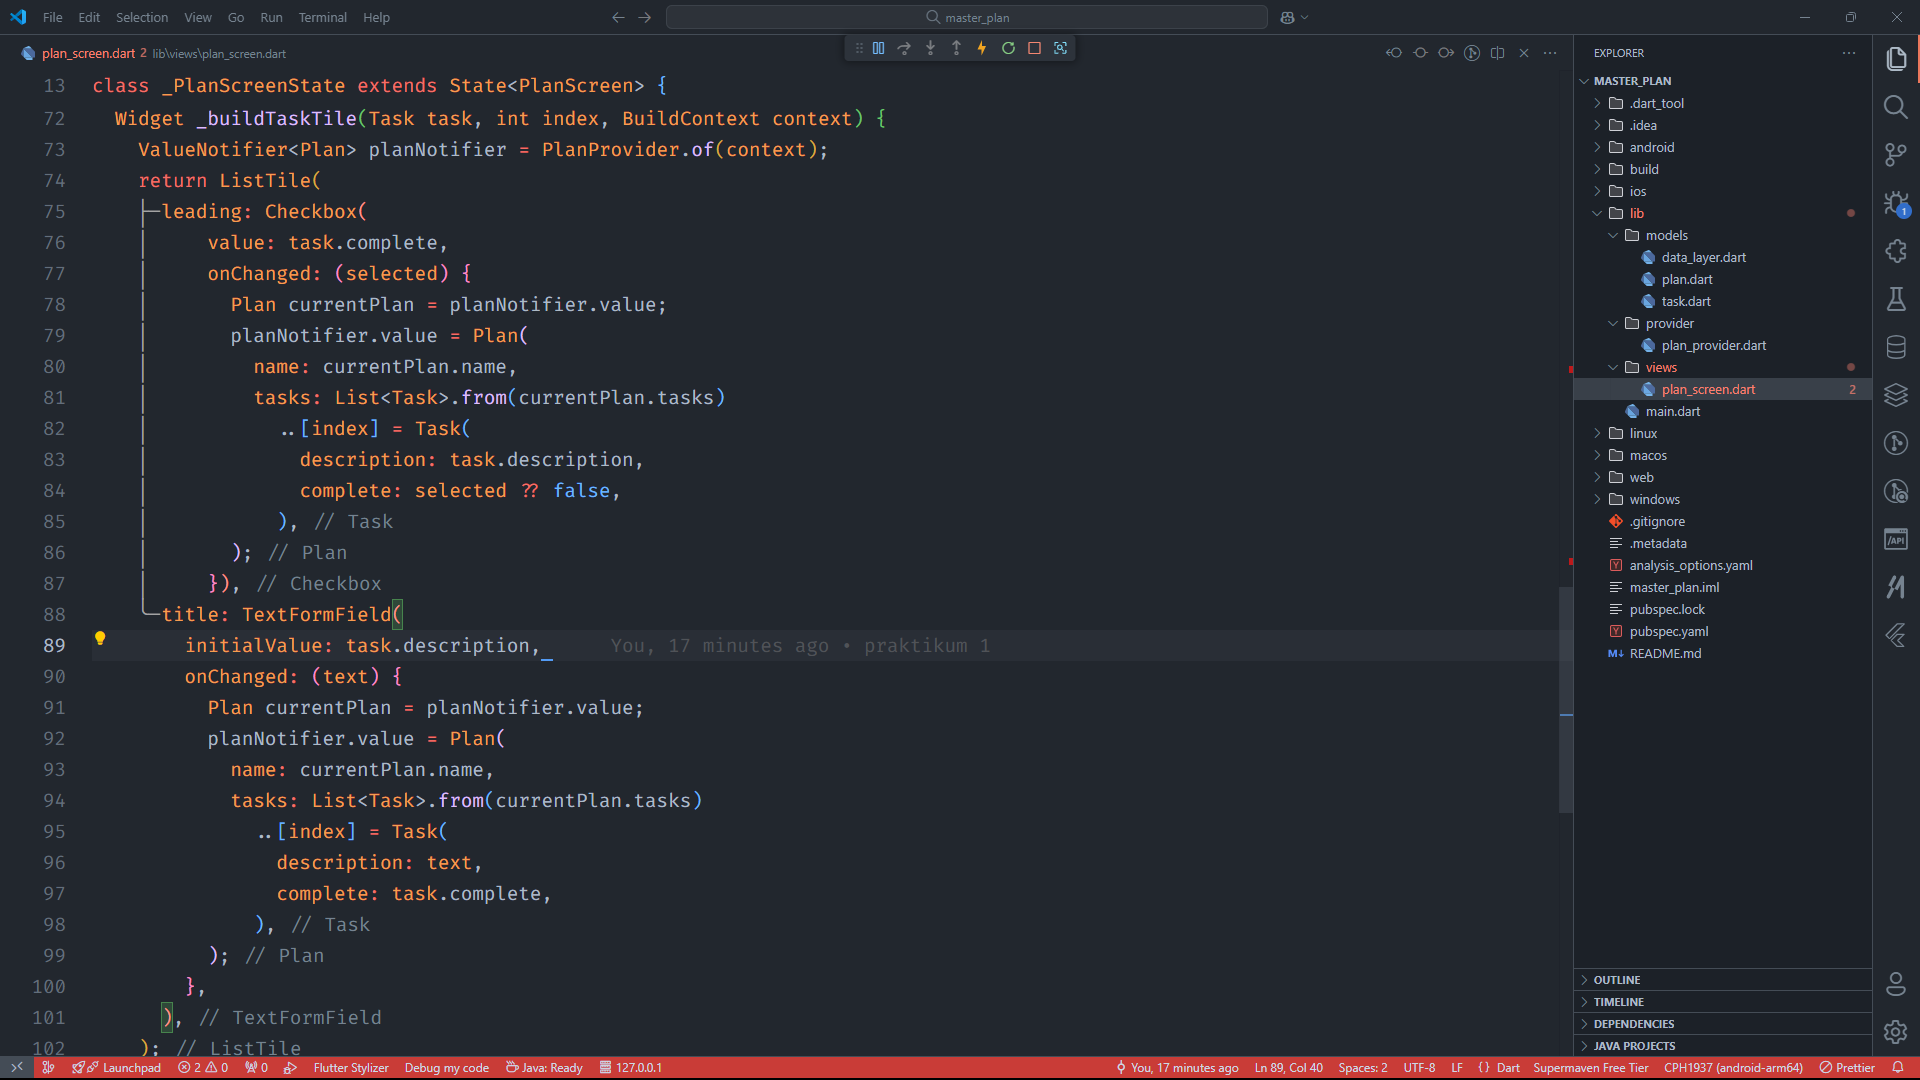 File Edit Selection View Go Run Terminal Help
master_plan
plan_screen.dart 2 lib\views\plan_screen.dart
13 class _PlanScreenState extends State<PlanScreen> {
72 Widget _buildTaskTile(Task task, int index, BuildContext context) {
73 ValueNotifier<Plan> planNotifier = PlanProvider.of(context);
74 return ListTile(
75 leading: Checkbox(
76 value: task.complete,
77 onChanged: (selected) {
78 Plan currentPlan = planNotifier.value;
79 planNotifier.value = Plan(
80 name: currentPlan.name,
81 tasks: List<Task>.from(currentPlan.tasks)
82 ..[index] = Task(
83 description: task.description,
84 complete: selected ?? false,
85 ), // Task
86 ); // Plan
87 }), // Checkbox
88 title: TextFormField(
89 initialValue: task.description, You, 17 minutes ago • praktikum 1
90 onChanged: (text) {
91 Plan currentPlan = planNotifier.value;
92 planNotifier.value = Plan(
93 name: currentPlan.name,
94 tasks: List<Task>.from(currentPlan.tasks)
95 ..[index] = Task(
96 description: text,
97 complete: task.complete,
98 ), // Task
99 ); // Plan
100 },
101 ), // TextFormField
102 ); // ListTile
EXPLORER
MASTER_PLAN
.dart_tool
.idea
android
build
ios
lib
models
data_layer.dart
plan.dart
task.dart
provider
plan_provider.dart
views
plan_screen.dart 2
main.dart
linux
macos
web
windows
.gitignore
.metadata
analysis_options.yaml
master_plan.iml
pubspec.lock
pubspec.yaml
README.md
OUTLINE
TIMELINE
DEPENDENCIES
JAVA PROJECTS
1
/API
Launchpad 2 0 0 Flutter Stylizer Debug my code Java: Ready 127.0.0.1 You, 17 minutes ago Ln 89, Col 40 Spaces: 2 UTF-8 LF { } Dart Supermaven Free Tier CPH1937 (android-arm64) Prettier